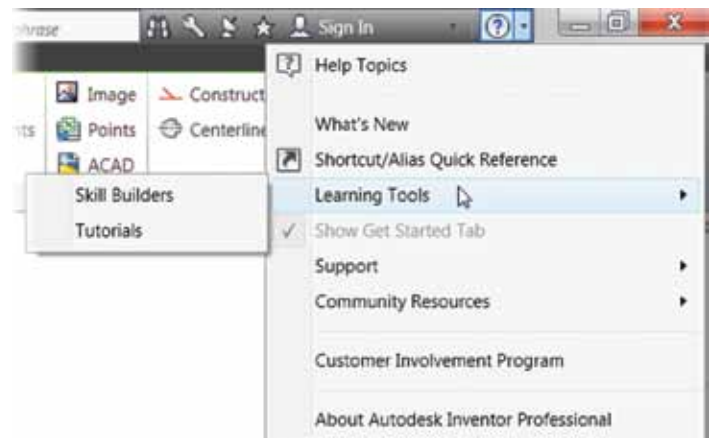 Sign In
Help Topics
Image Construct
What's New
Points Centerline
Shortcut/Alias Quick Reference
ACAD
Skill Builders
Learning Tools
Tutorials
Show Get Started Tab
Support
Community Resources
Customer Involvement Program
About Autodesk Inventor Professional